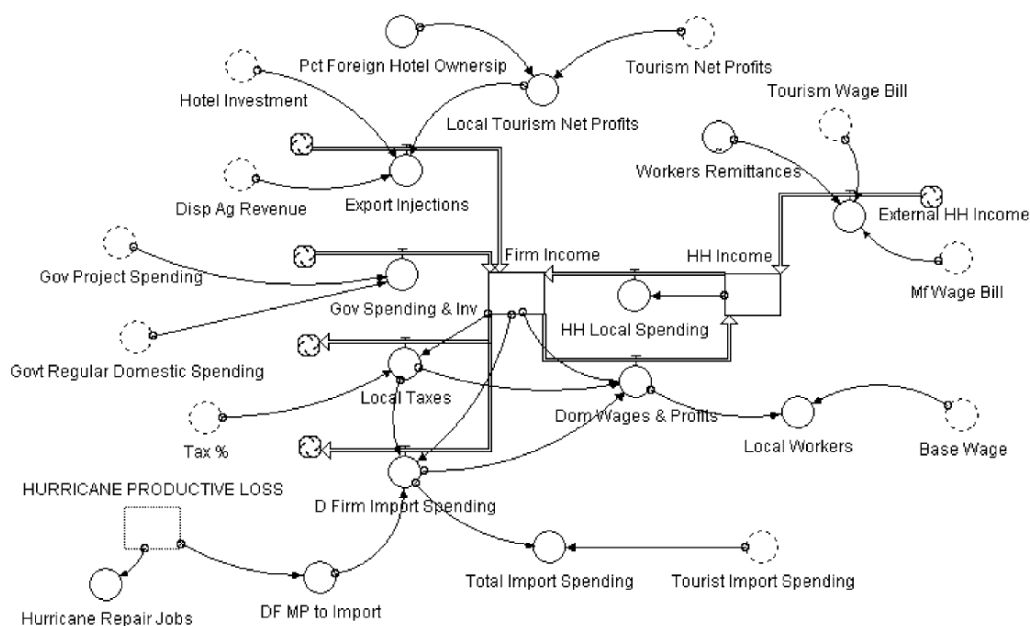 Pct Foreign Hotel Ownersip
Tourism Net Profits
Hotel Investment
Tourism Wage Bill
Local Tourism Net Profits
Workers Remittances
Disp Ag Revenue
Export Injections
External HH Income
Firm Income
HH Income
Gov Project Spending
Mf Wage Bill
Gov Spending & Inv
HH Local Spending
Govt Regular Domestic Spending
Local Taxes
Dom Wages & Profits
Tax %
Local Workers
Base Wage
HURRICANE PRODUCTIVE LOSS
D Firm Import Spending
Total Import Spending
Tourist Import Spending
Hurricane Repair Jobs
DF MP to Import